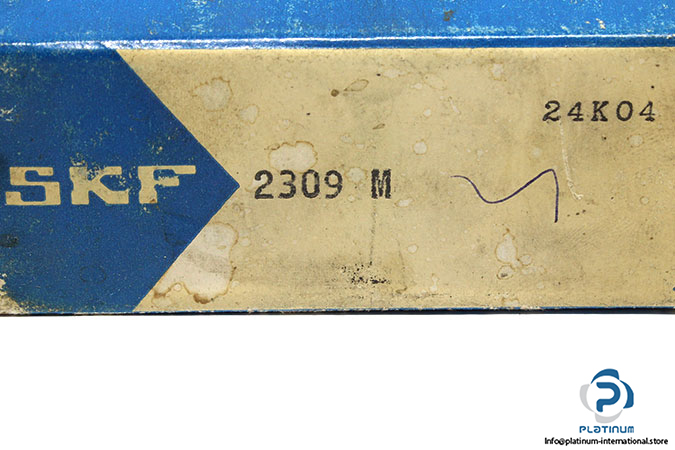 24K04
SKF 2309 M
PLATINUM
Info@platinum-international.store